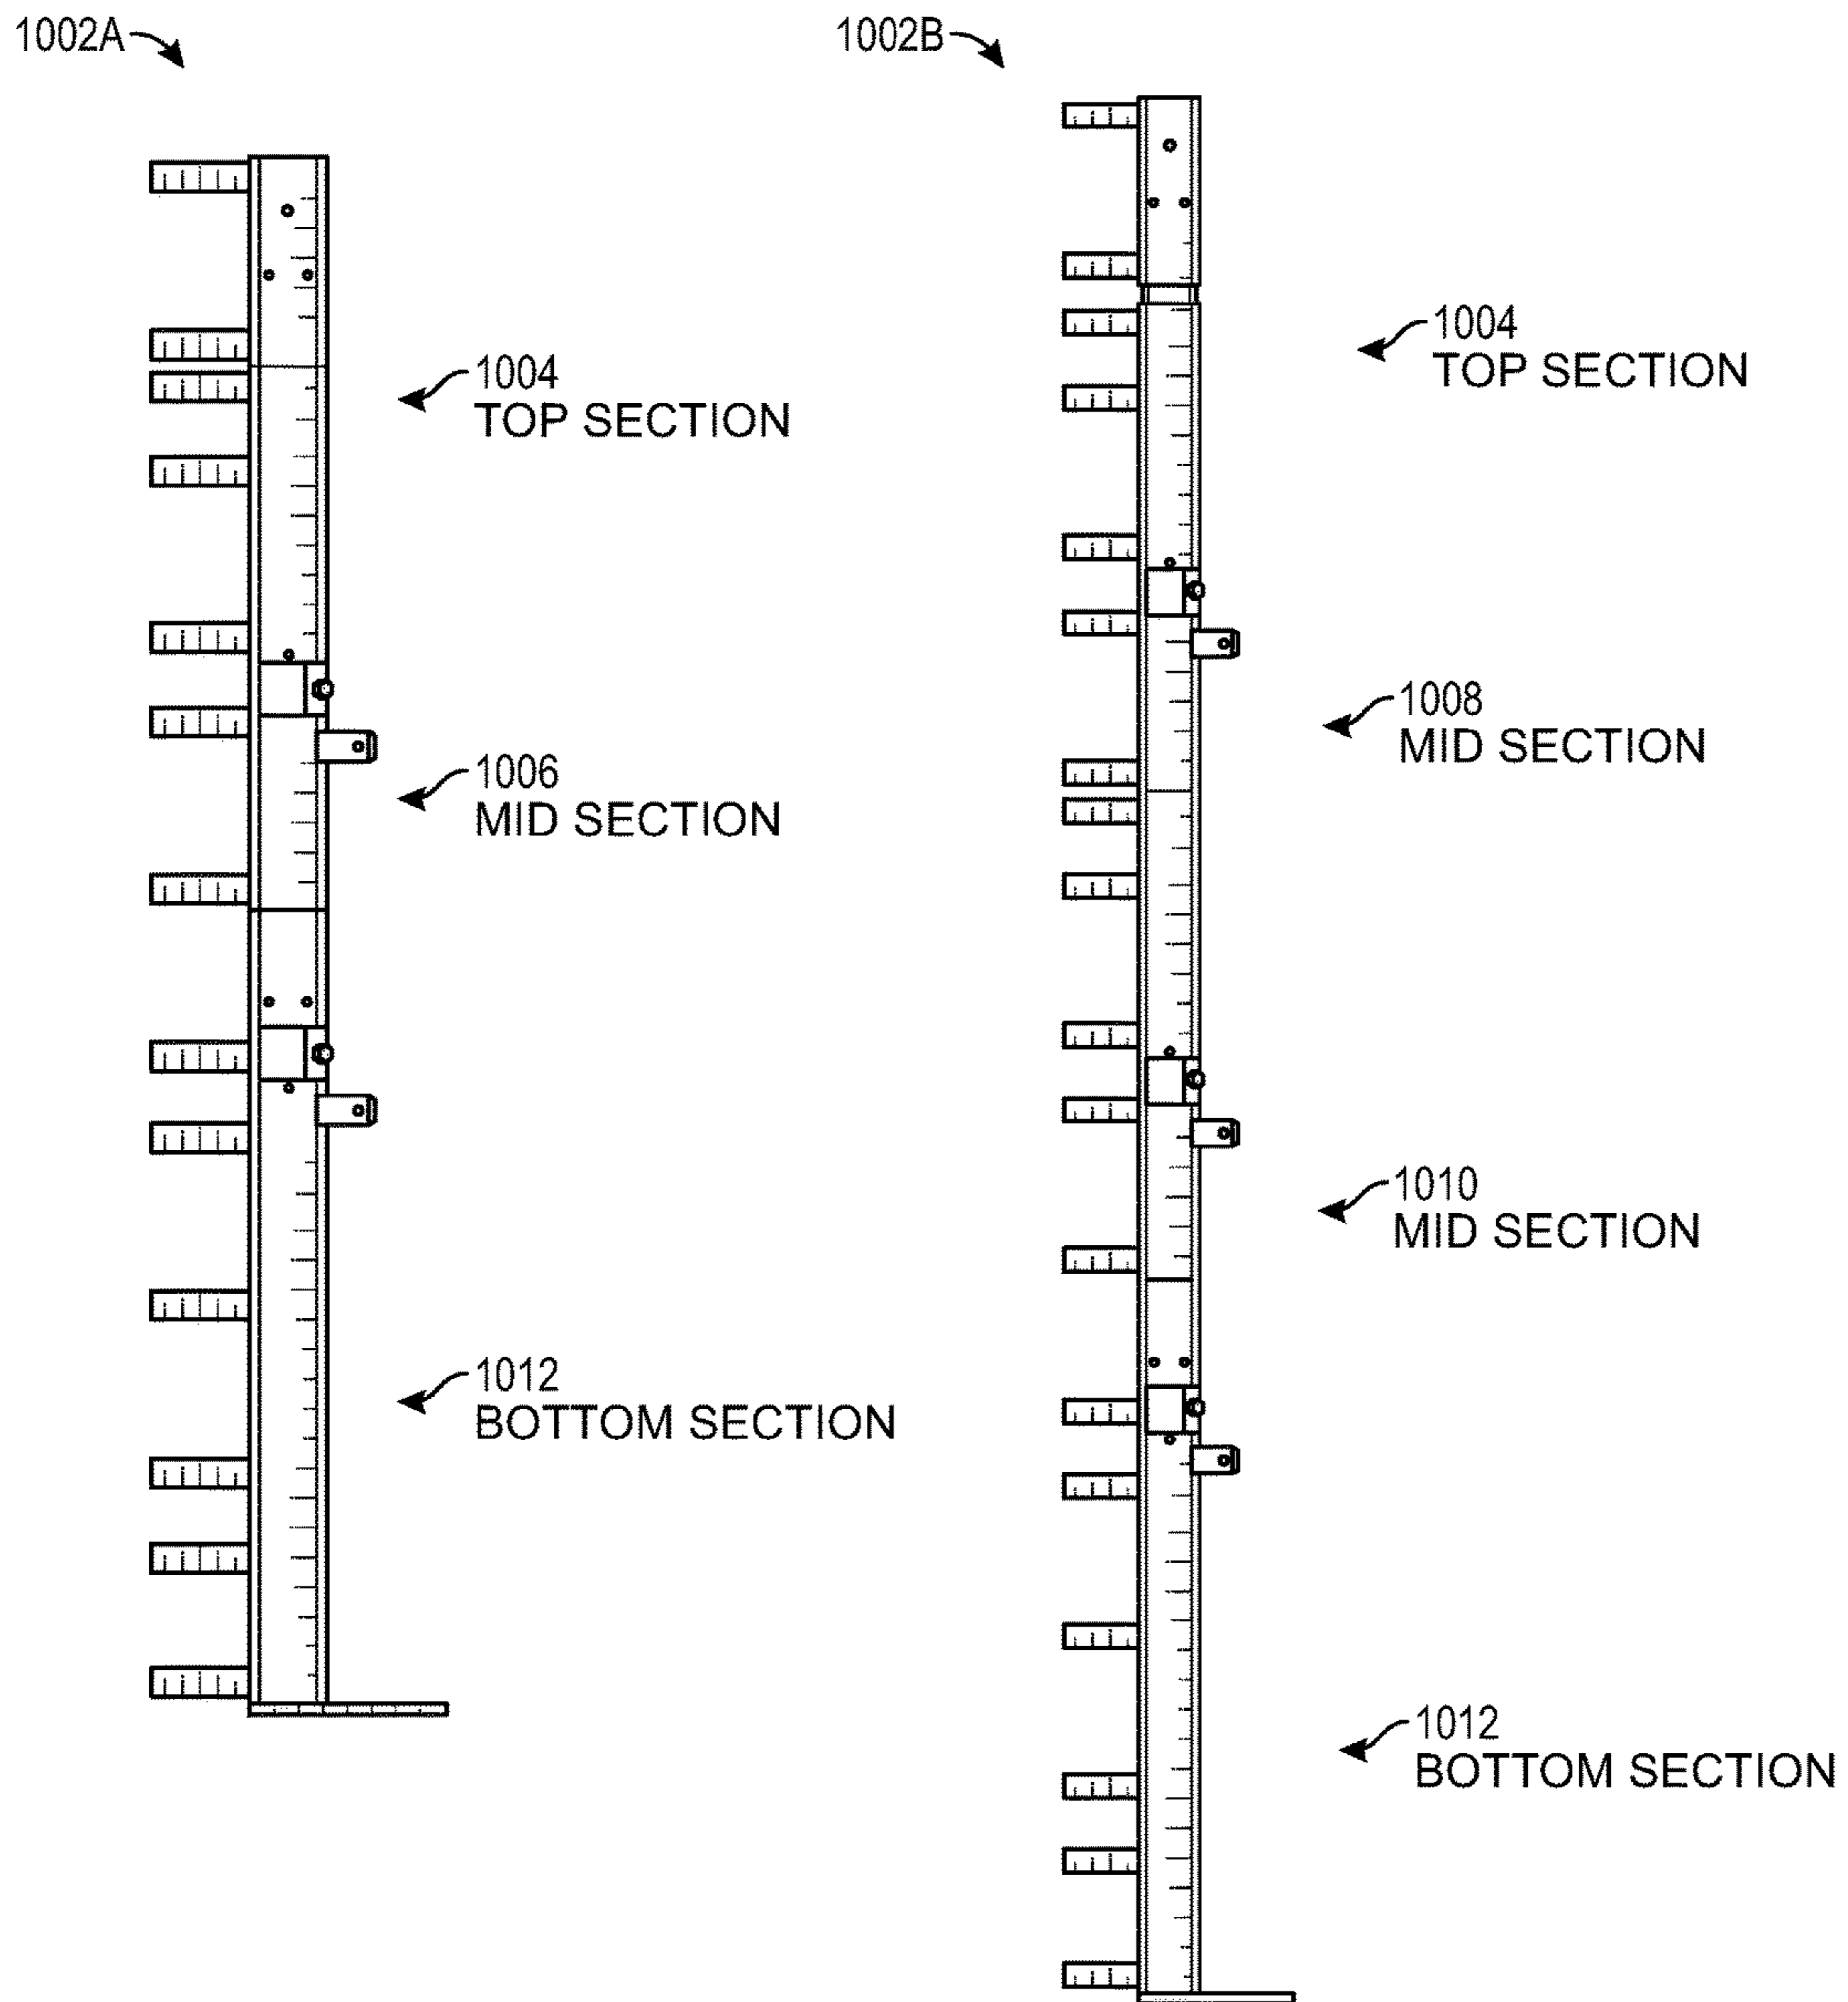 1002A
1004
TOP SECTION
1006
MID SECTION
1012
BOTTOM SECTION
1002B
1004
TOP SECTION
1008
MID SECTION
1010
MID SECTION
1012
BOTTOM SECTION